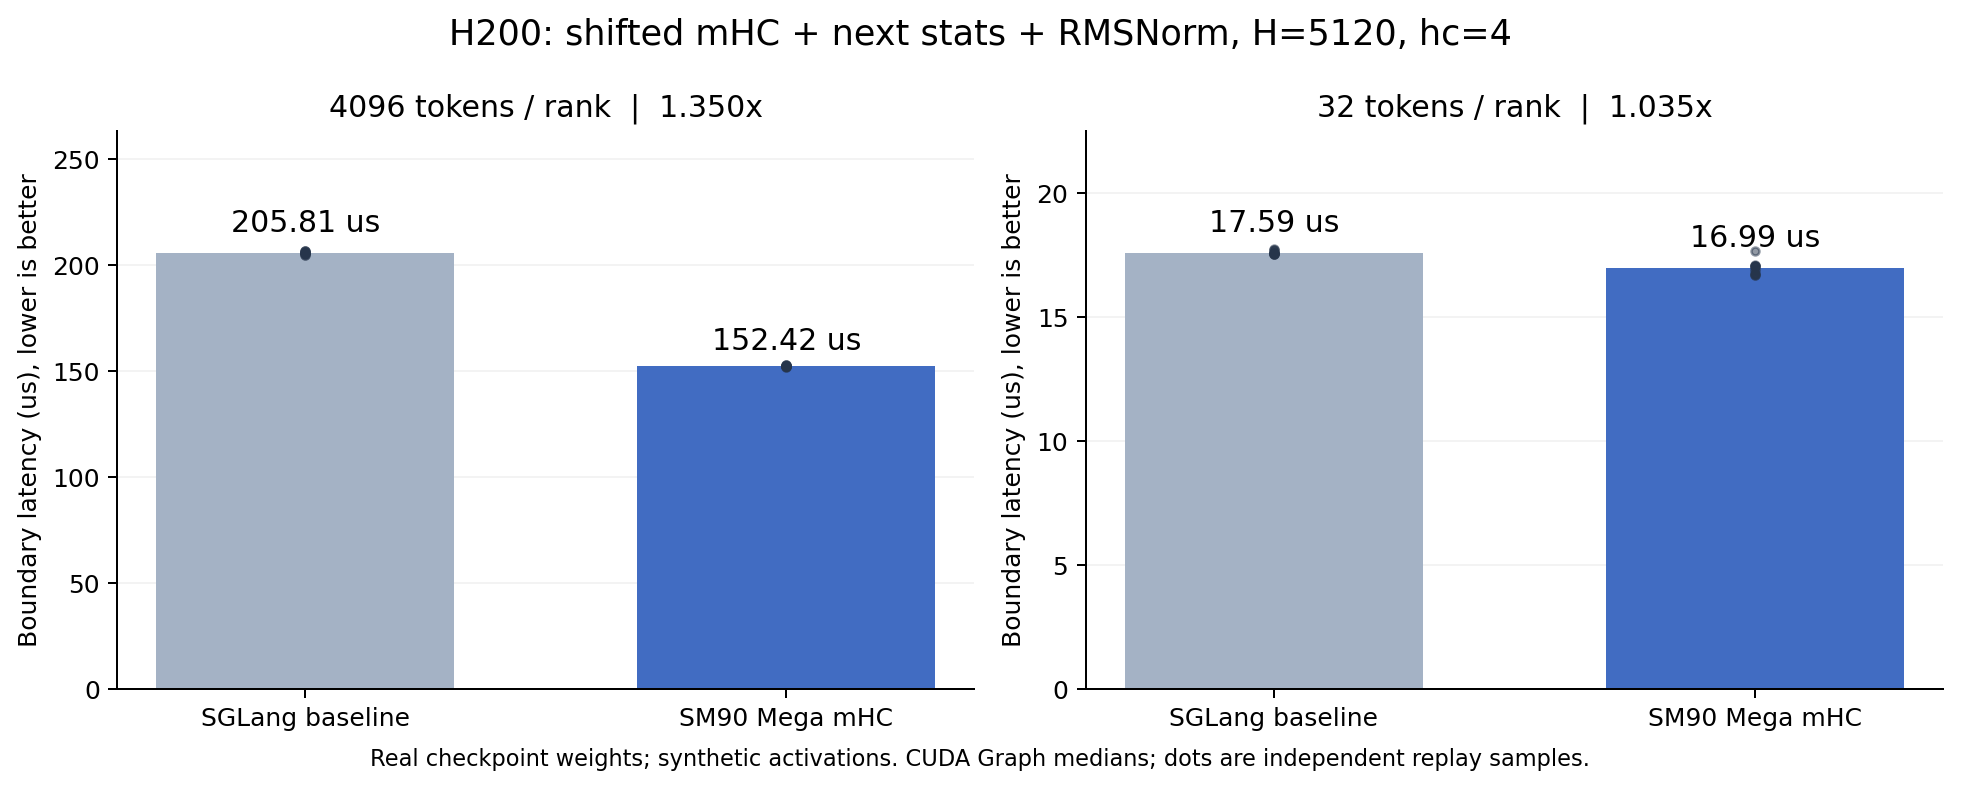 H200: shifted mHC + next stats + RMSNorm, H=5120, hc=4
4096 tokens / rank | 1.350x
Boundary latency (us), lower is better
250
200
150
100
50
0
205.81 us
152.42 us
SGLang baseline
SM90 Mega mHC
32 tokens / rank | 1.035x
Boundary latency (us), lower is better
20
15
10
5
0
17.59 us
16.99 us
SGLang baseline
SM90 Mega mHC
Real checkpoint weights; synthetic activations. CUDA Graph medians; dots are independent replay samples.